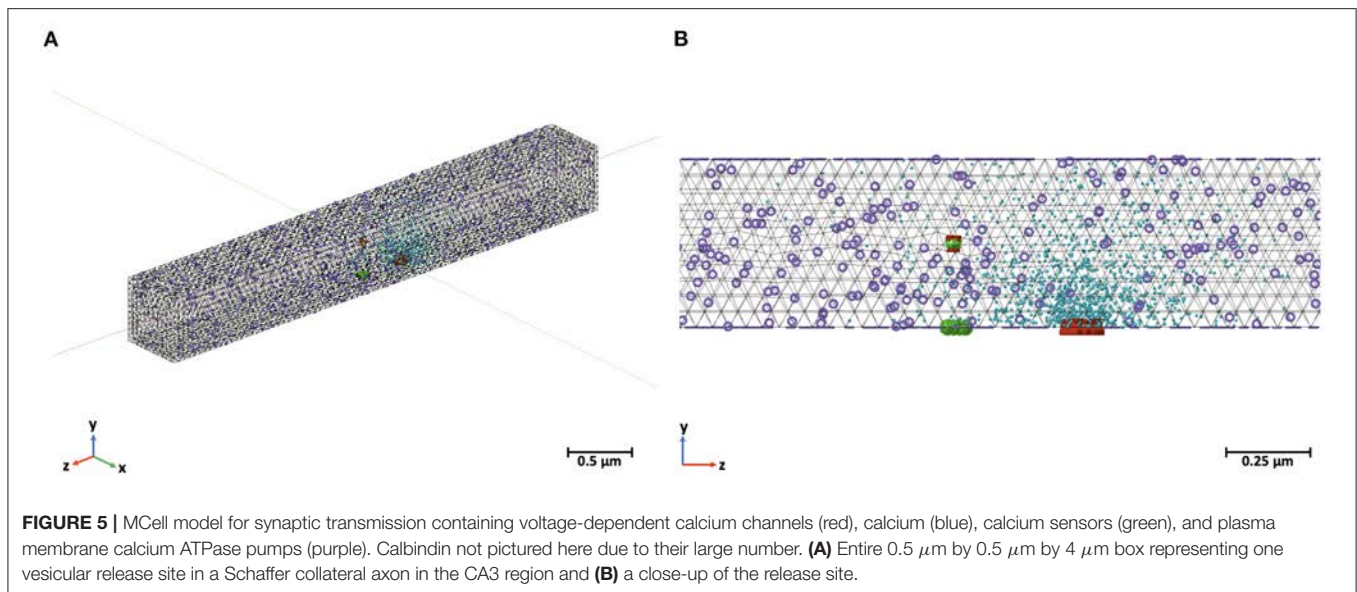 A
B
y
z
x
0.5 μm
y
z
0.25 μm
FIGURE 5 | MCell model for synaptic transmission containing voltage-dependent calcium channels (red), calcium (blue), calcium sensors (green), and plasma
membrane calcium ATPase pumps (purple). Calbindin not pictured here due to their large number. (A) Entire 0.5 μm by 0.5 μm by 4 μm box representing one
vesicular release site in a Schaffer collateral axon in the CA3 region and (B) a close-up of the release site.